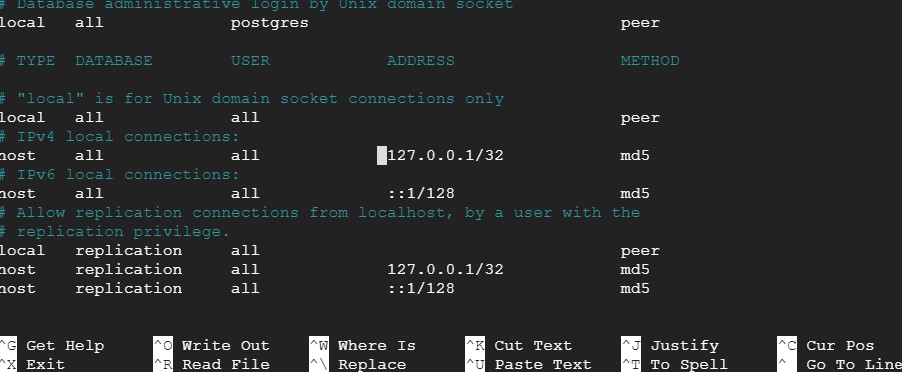 # Database administrative login by Unix domain socket
local   all             postgres                                peer

# TYPE  DATABASE        USER            ADDRESS                 METHOD

# "local" is for Unix domain socket connections only
local   all             all                                     peer
# IPv4 local connections:
host    all             all             127.0.0.1/32            md5
# IPv6 local connections:
host    all             all             ::1/128                 md5
# Allow replication connections from localhost, by a user with the
# replication privilege.
local   replication     all                                     peer
host    replication     all             127.0.0.1/32            md5
host    replication     all             ::1/128                 md5

^G Get Help     ^O Write Out    ^W Where Is     ^K Cut Text     ^J Justify      ^C Cur Pos
^X Exit         ^R Read File    ^\ Replace      ^U Paste Text   ^T To Spell     ^_ Go To Line